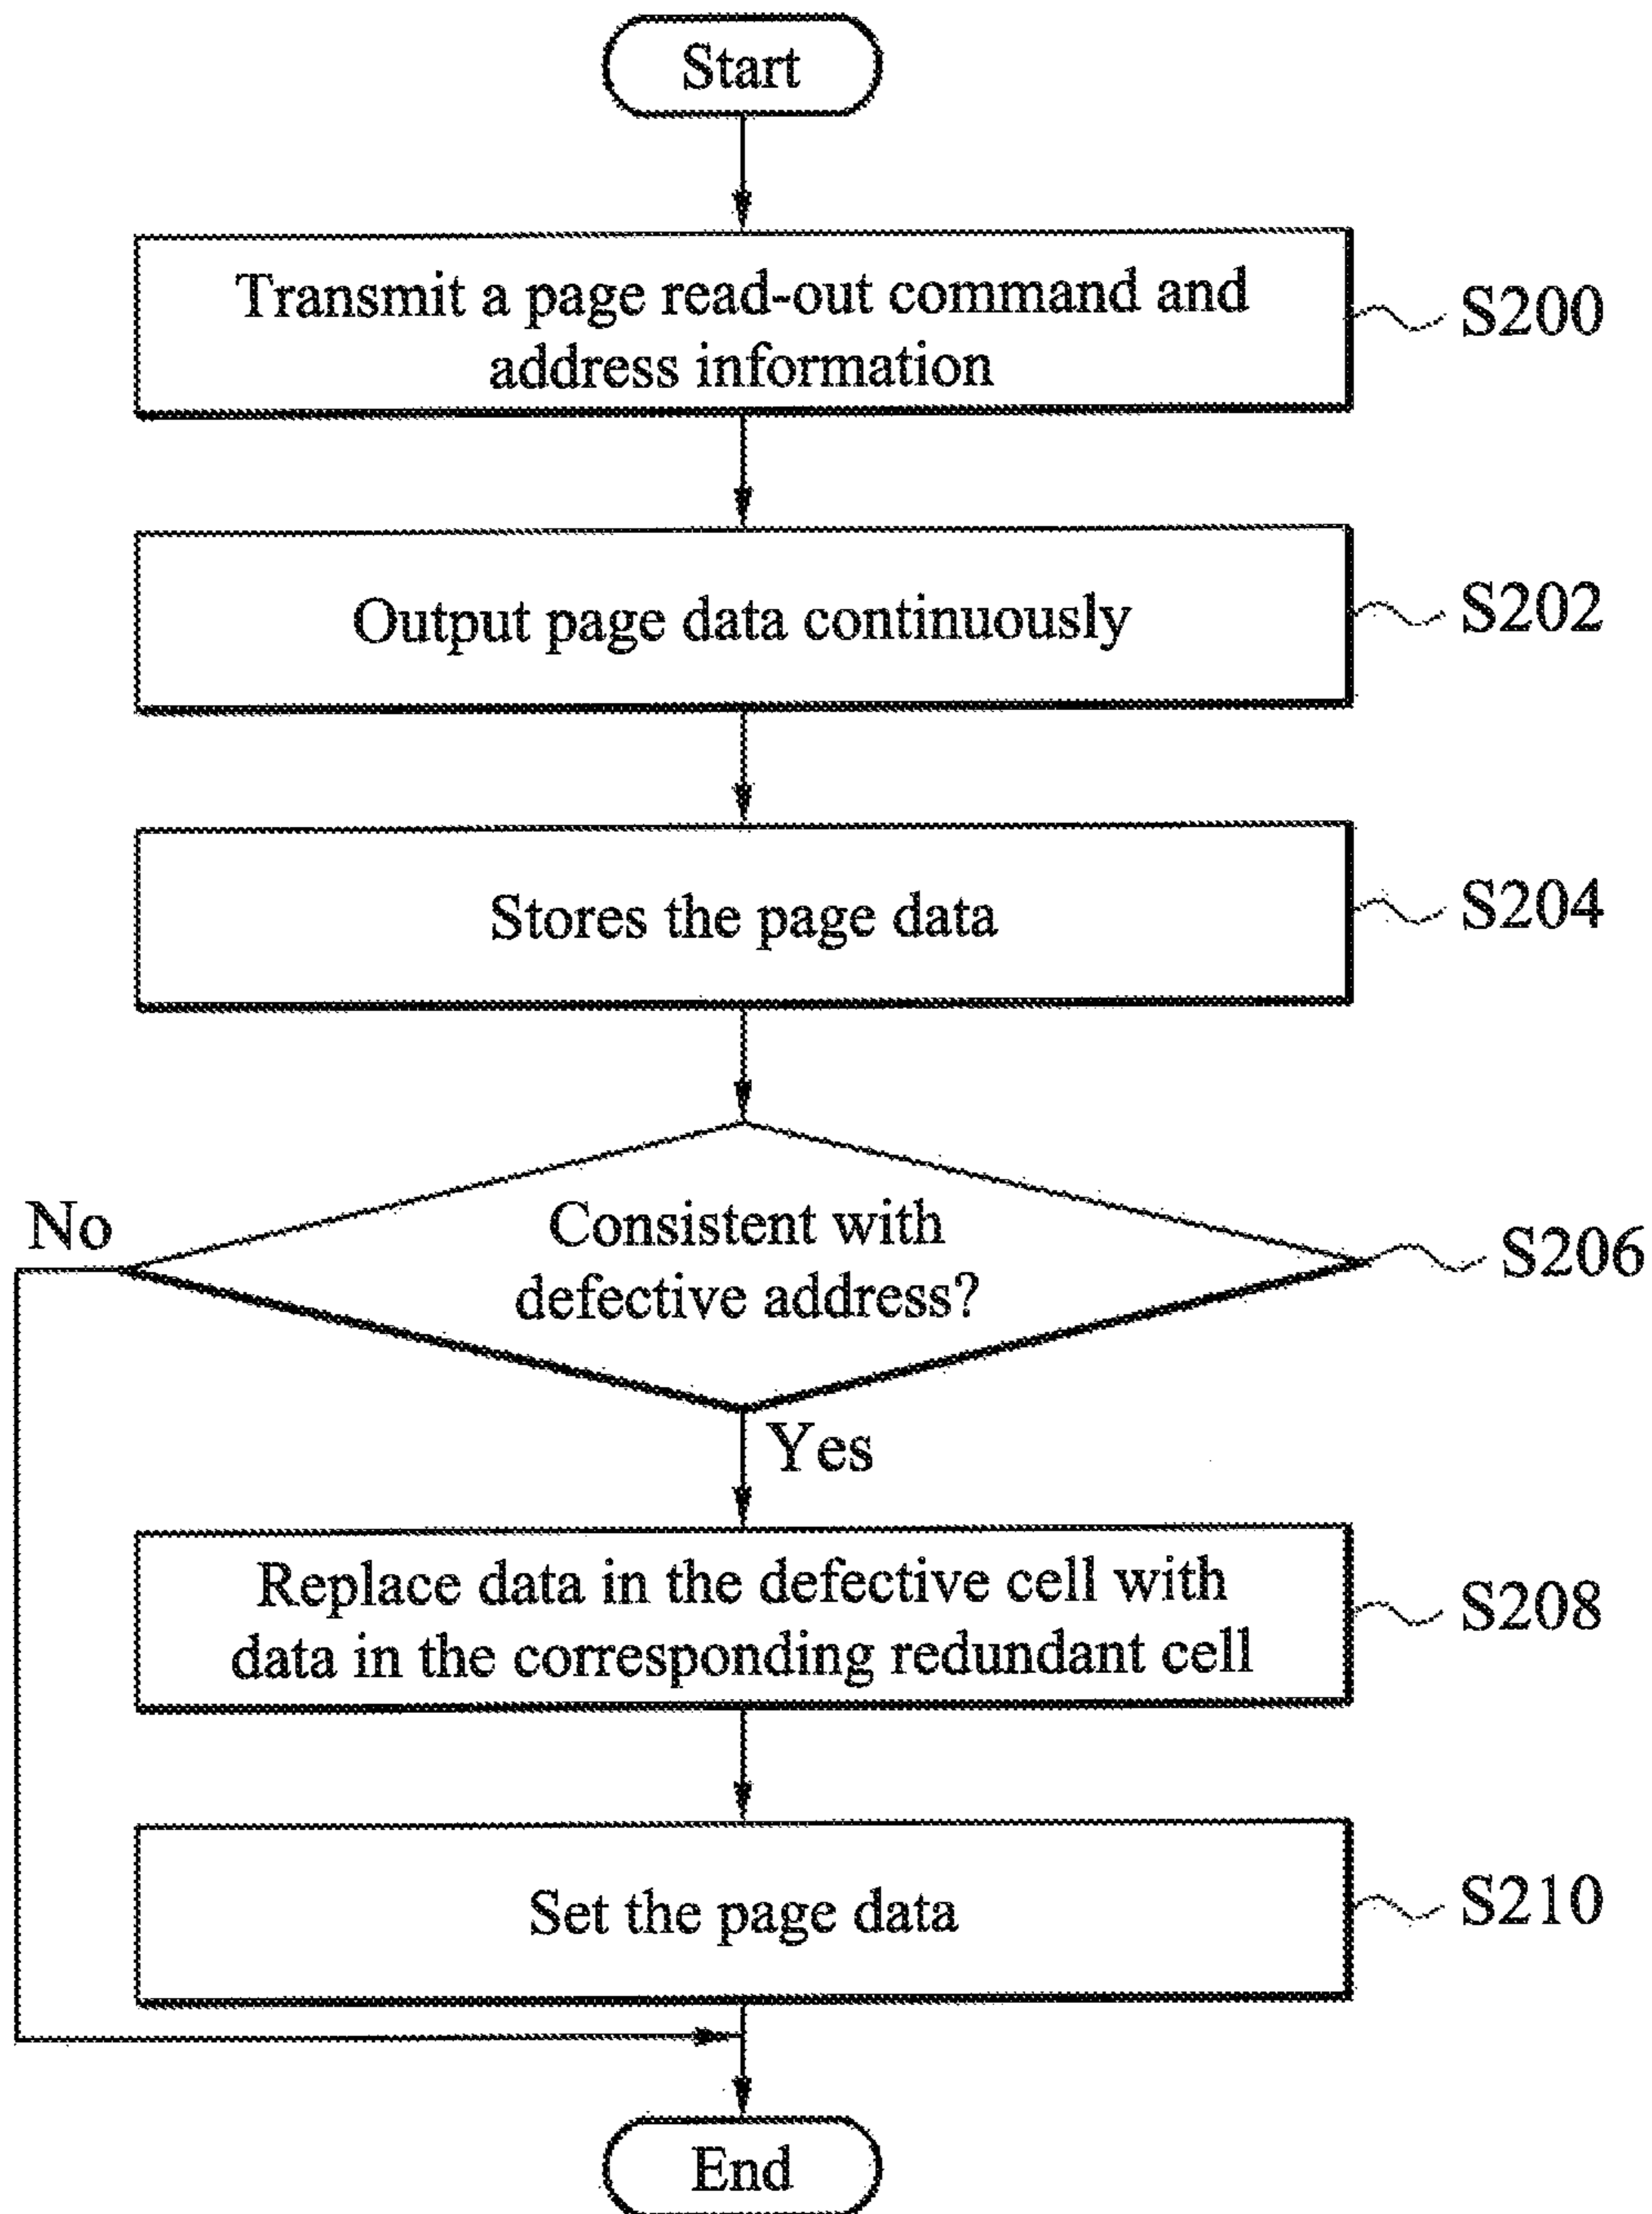 Start
Transmit a page read-out command and
address information
S200
Output page data continuously
S202
Stores the page data
S204
No
Consistent with
defective address?
S206
Yes
Replace data in the defective cell with
data in the corresponding redundant cell
S208
Set the page data
S210
End